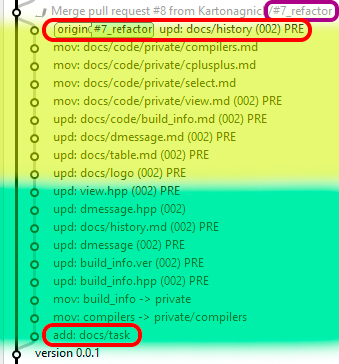 Merge pull request #8 from Kartonagnick/#7_refactor
origin #7_refactor upd: docs/history (002) PRE
mov: docs/code/private/compilers.md
mov: docs/code/private/cplusplus.md
mov: docs/code/private/select.md
mov: docs/code/private/view.md (002) PRE
upd: docs/code/build_info.md (002) PRE
upd: docs/dmessage.md (002) PRE
upd: docs/table.md (002) PRE
upd: docs/logo (002) PRE
upd: view.hpp (002) PRE
upd: dmessage.hpp (002)
upd: docs/history.md (002) PRE
upd: dmessage (002) PRE
upd: build_info.ver (002) PRE
upd: build_info.hpp (002) PRE
mov: build_info -> private
mov: compilers -> private/compilers
add: docs/task
version 0.0.1